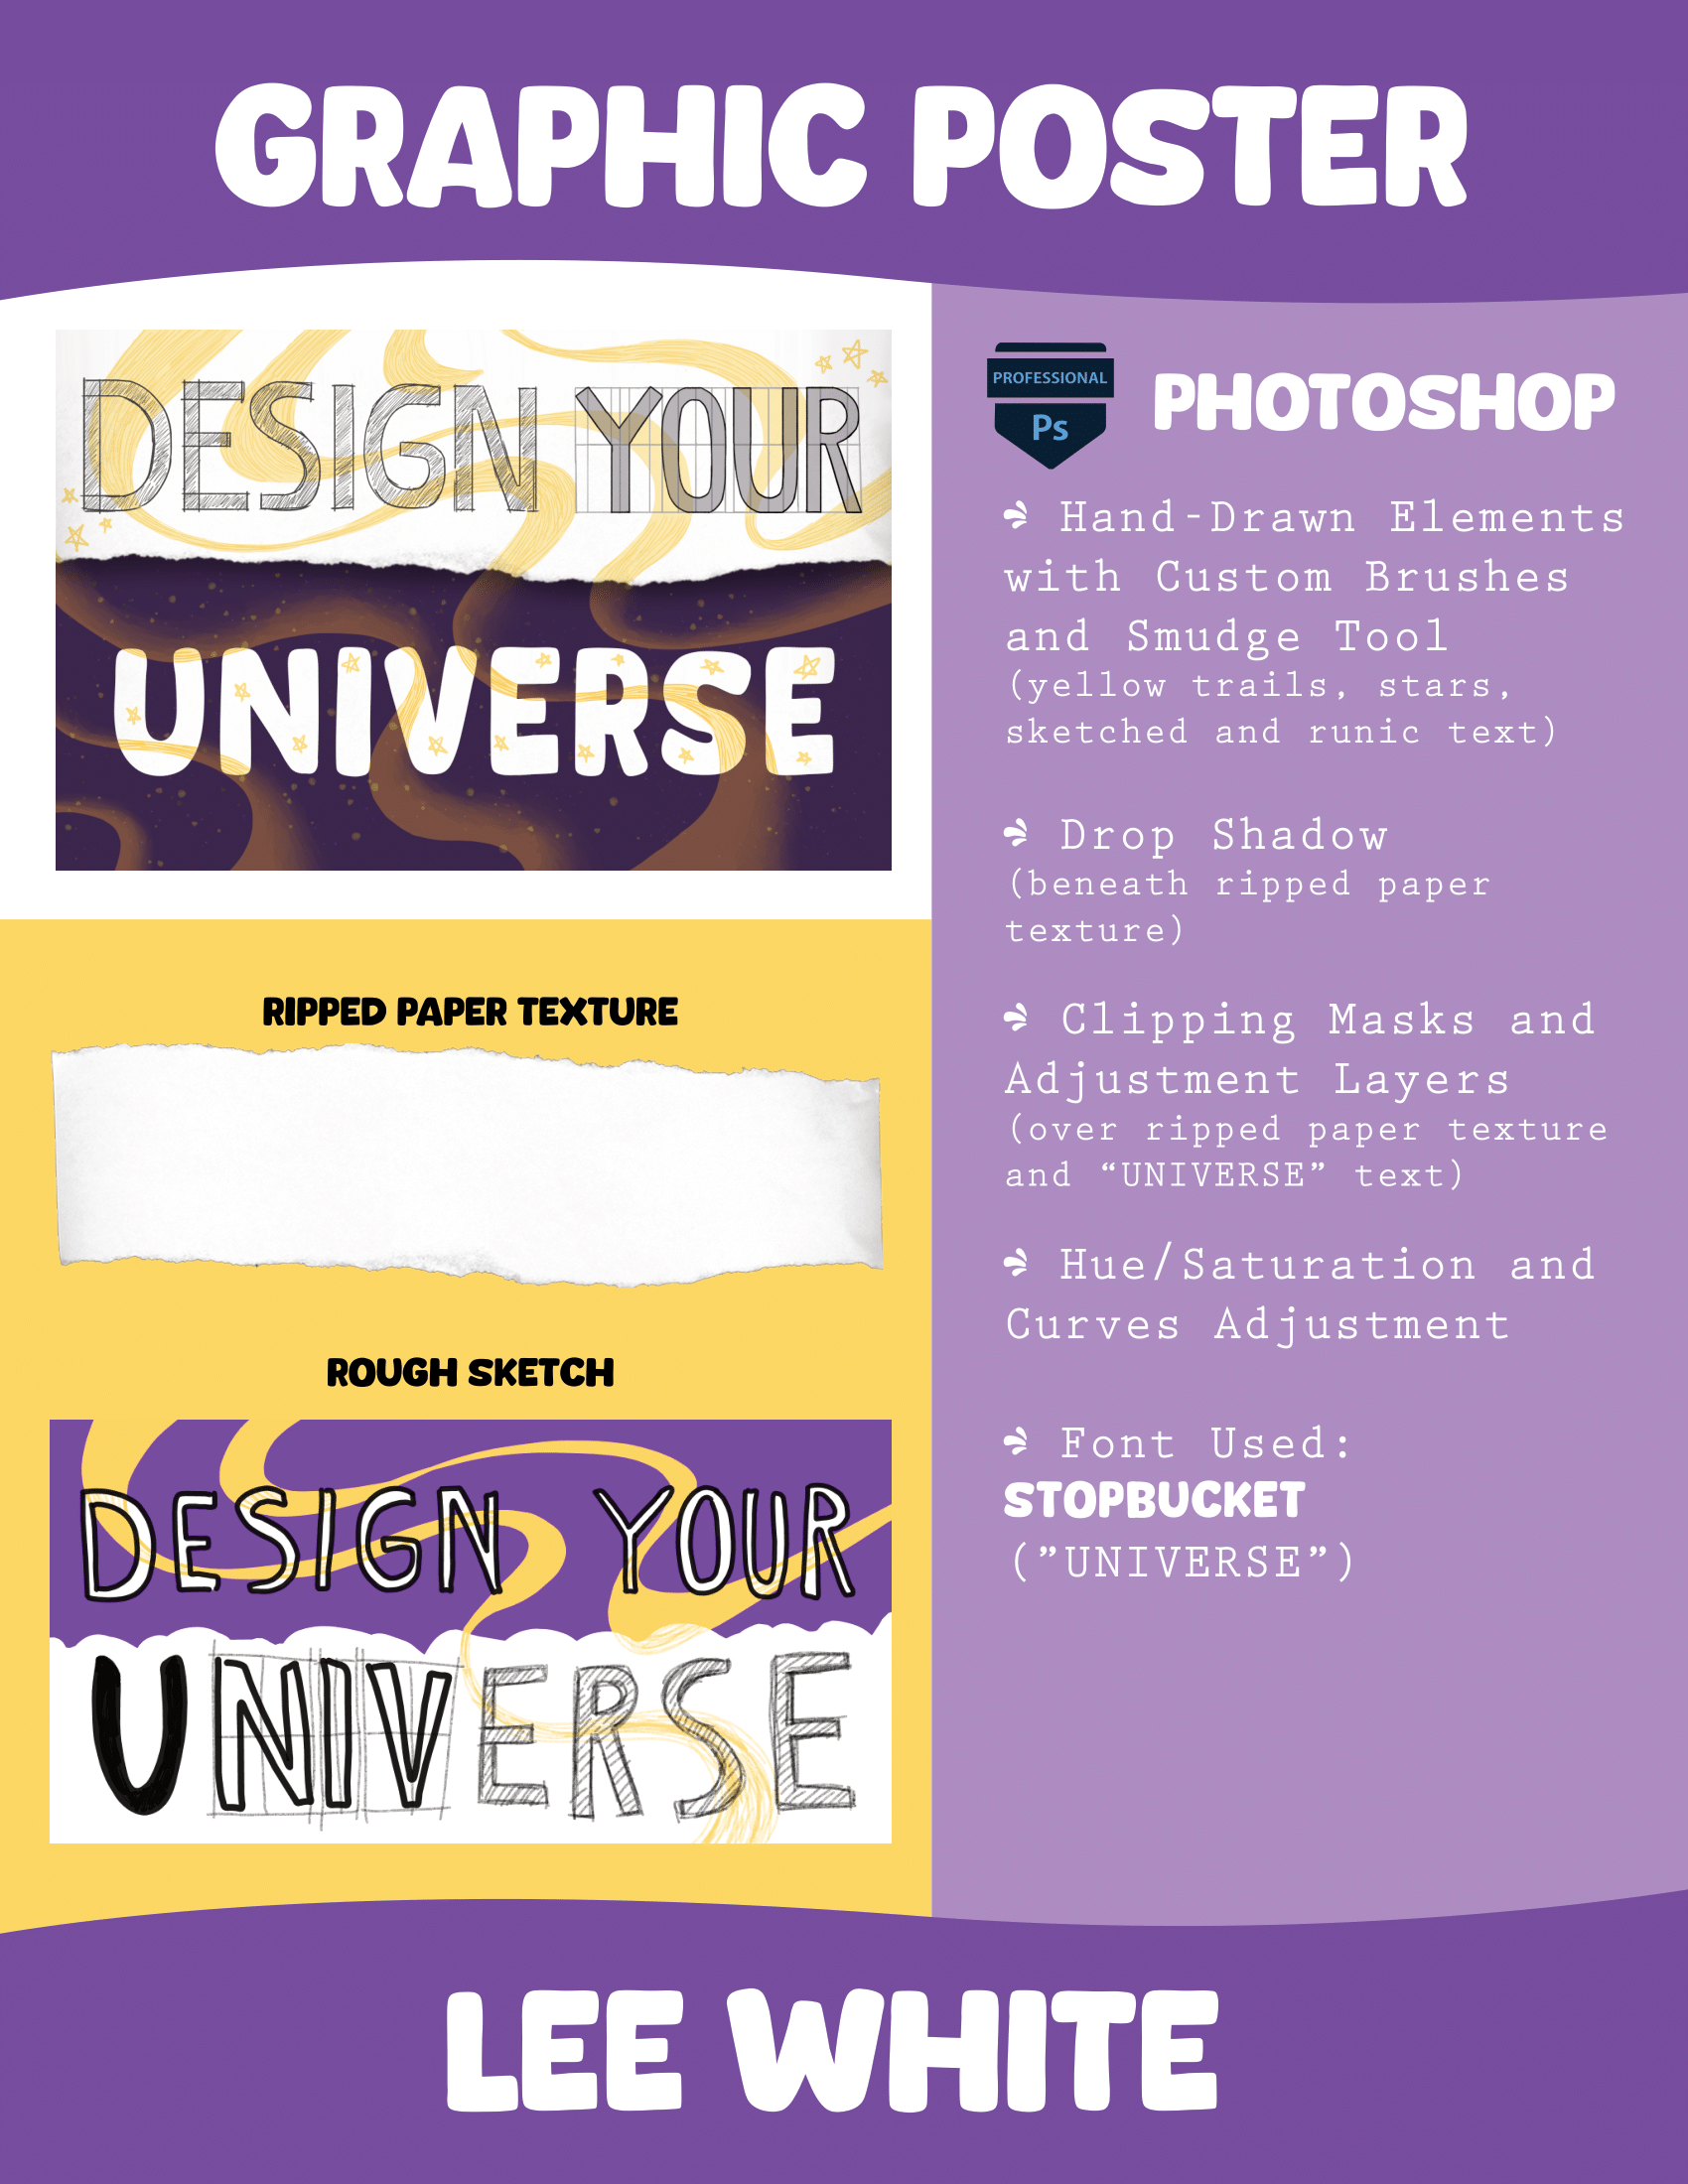 GRAPHIC POSTER
DESIGN YOUR
UNIVERSE
RIPPED PAPER TEXTURE
ROUGH SKETCH
DESIGN YOUR
UNIVERSE
PROFESSIONAL
Ps
PHOTOSHOP
Hand-Drawn Elements
with Custom Brushes
and Smudge Tool
(yellow trails, stars,
sketched and runic text)
Drop Shadow
(beneath ripped paper
texture)
Clipping Masks and
Adjustment Layers
(over ripped paper texture
and “UNIVERSE” text)
Hue/Saturation and
Curves Adjustment
Font Used:
STOPBUCKET
(”UNIVERSE”)
LEE WHITE